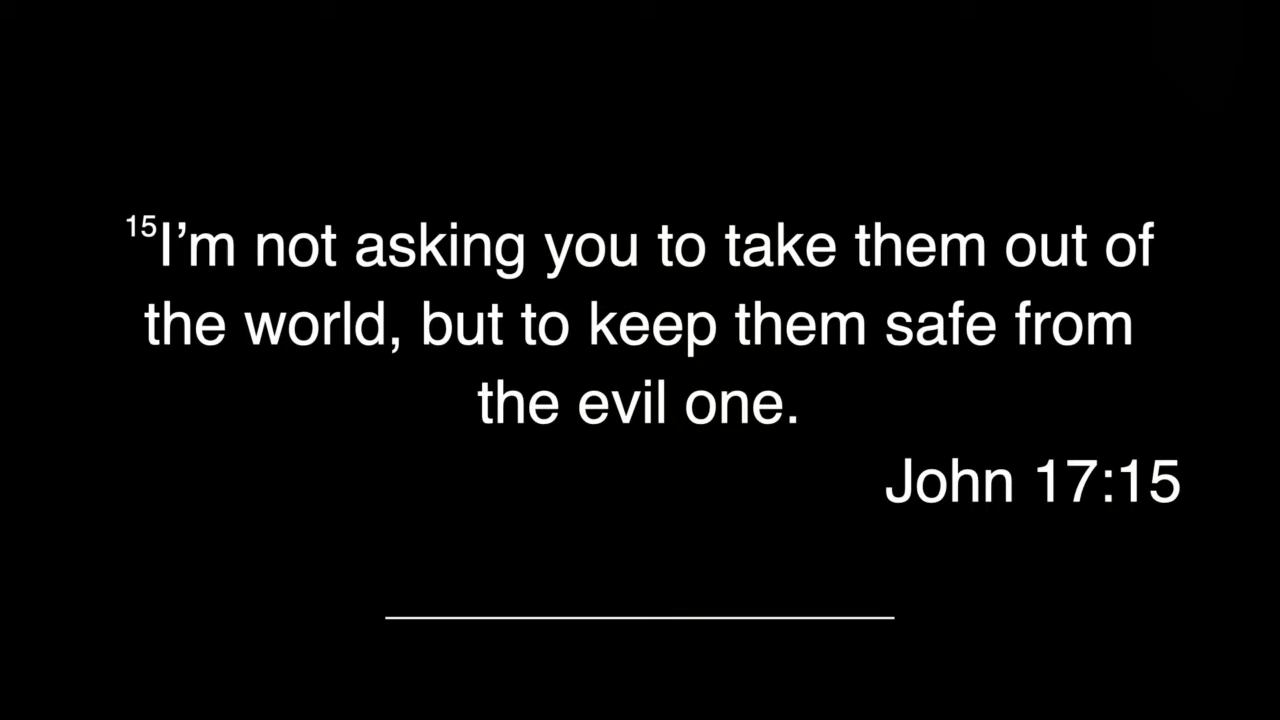 15I’m not asking you to take them out of
the world, but to keep them safe from
the evil one.
John 17:15